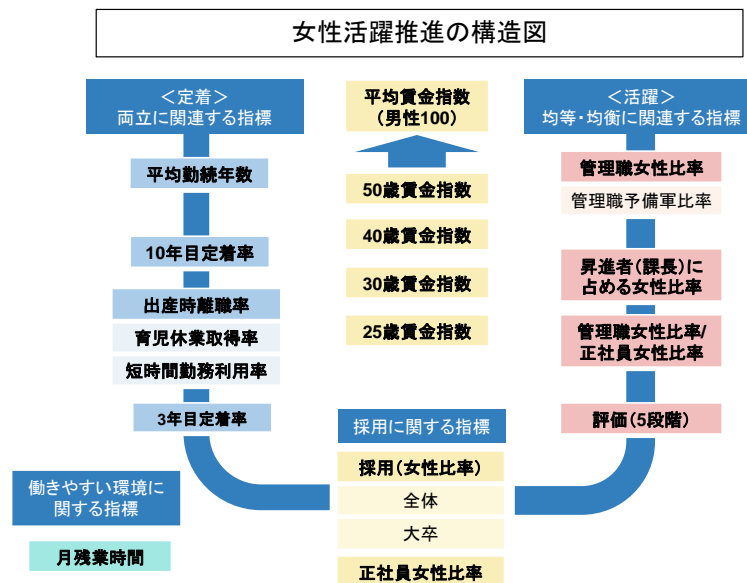 女性活躍推進の構造図
＜定着＞
両立に関連する指標
平均勤続年数
10年目定着率
出産時離職率
育児休業取得率
短時間勤務利用率
3年目定着率
平均賃金指数
（男性100）
50歳賃金指数
40歳賃金指数
30歳賃金指数
25歳賃金指数
＜活躍＞
均等・均衡に関連する指標
管理職女性比率
管理職予備軍比率
昇進者（課長）に
占める女性比率
管理職女性比率/
正社員女性比率
評価（5段階）
採用に関する指標
採用（女性比率）
全体
大卒
正社員女性比率
働きやすい環境に
関する指標
月残業時間